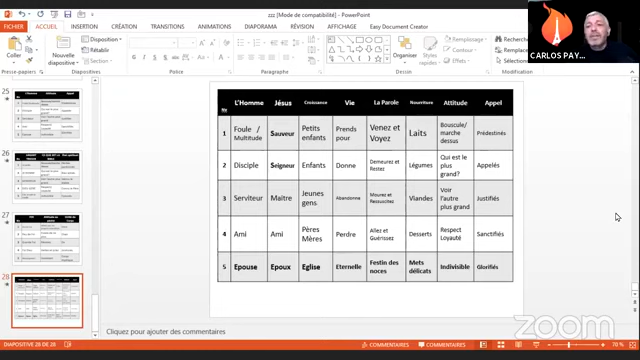 zzz [Mode de compatibilité] - PowerPoint
FICHIER ACCUEIL INSERTION CRÉATION TRANSITIONS ANIMATIONS DIAPORAMA RÉVISION AFFICHAGE Easy Document Creator
Coller
Nouvelle diapositive
Disposition
Rétablir
Section
Organiser
Styles rapides
Remplissage
Contour
Effets
Rechercher
Remplacer
Sélectionner
Presse-papiers
Diapositives
Police
Paragraphe
Dessin
Modification
CARLOS PAY...
25
26
27
28
No L'Homme Jésus Croissance Vie La Parole Nourriture Attitude Appel
1 Foule / Multitude Sauveur Petits enfants Prends pour Venez et Voyez Laits Bouscule/ marche dessus Prédestinés
2 Disciple Seigneur Enfants Donne Demeurez et Restez Légumes Qui est le plus grand? Appelés
3 Serviteur Maitre Jeunes gens Abandonne Mourez et Ressuscitez Viandes Voir l'autre plus grand Justifiés
4 Ami Ami Pères Mères Perdre Allez et Guérissez Desserts Respect Loyauté Sanctifiés
5 Epouse Epoux Eglise Eternelle Festin des noces Mets délicats Indivisible Glorifiés
Cliquez pour ajouter des commentaires
zoom
DIAPOSITIVE 28 DE 28
COMMENTAIRES
COMMENTAIRES
70 %